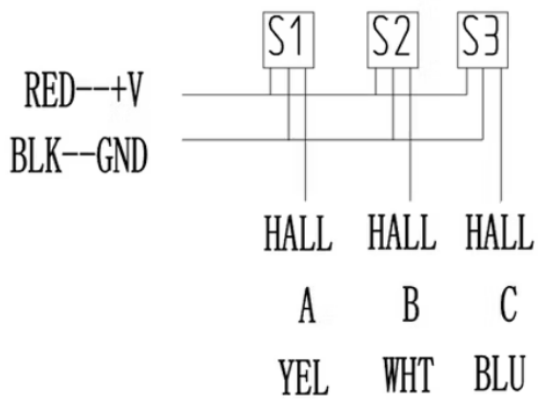 S1 S2 S3
RED---+V
BLK--GND
HALL HALL HALL
A B C
YEL WHT BLU